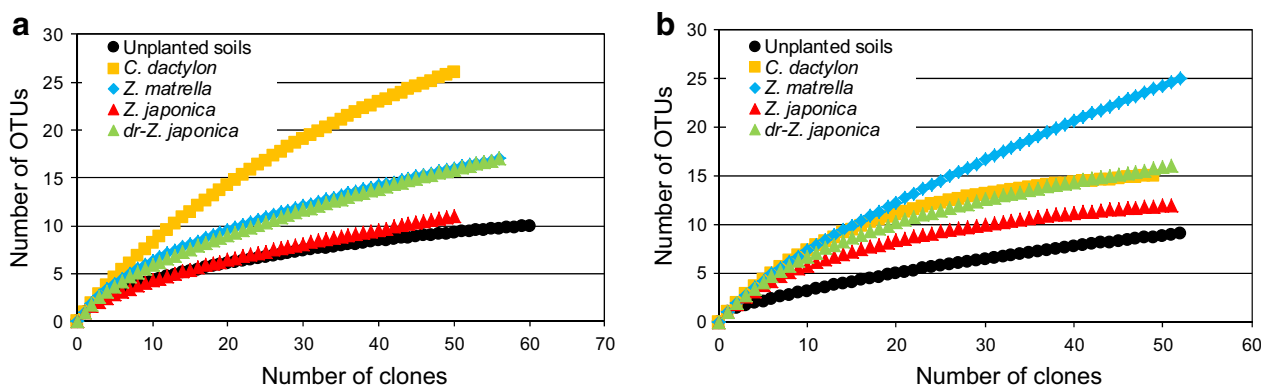 a
Number of OTUs
30
25
20
15
10
5
0
Unplanted soils
C. dactylon
Z. matrella
Z. japonica
dr-Z. japonica
0 10 20 30 40 50 60 70
Number of clones
b
Number of OTUs
30
25
20
15
10
5
0
Unplanted soils
C. dactylon
Z. matrella
Z. japonica
dr-Z. japonica
0 10 20 30 40 50 60
Number of clones